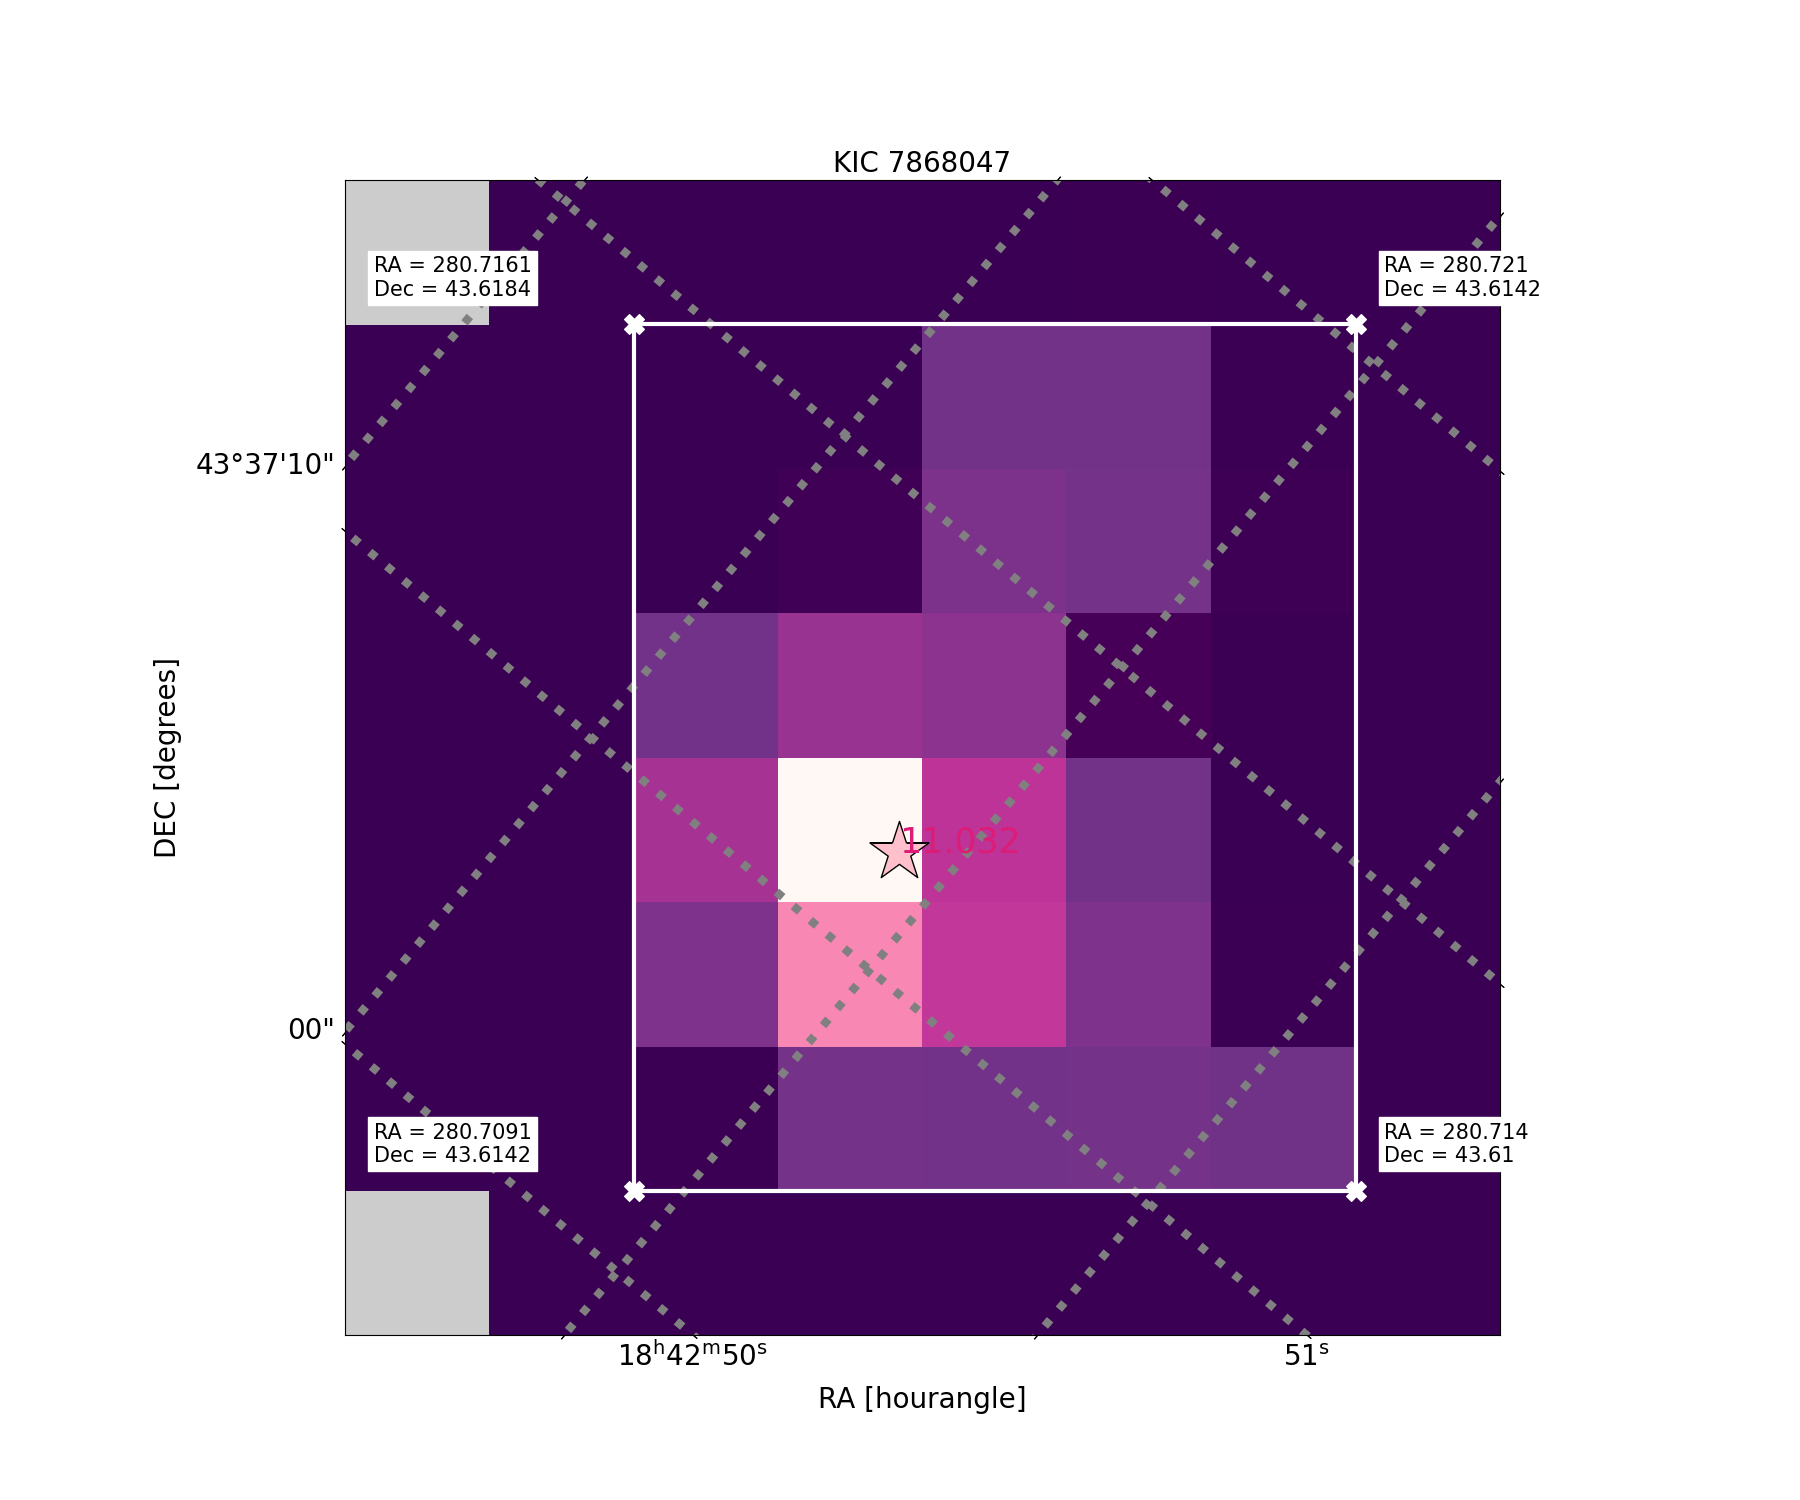 KIC 7868047
RA = 280.7161
Dec = 43.6184
RA = 280.721
Dec = 43.6142
43°37'10"
11.032
DEC [degrees]
00"
RA = 280.7091
Dec = 43.6142
RA = 280.714
Dec = 43.61
18h42m50s
51s
RA [hourangle]